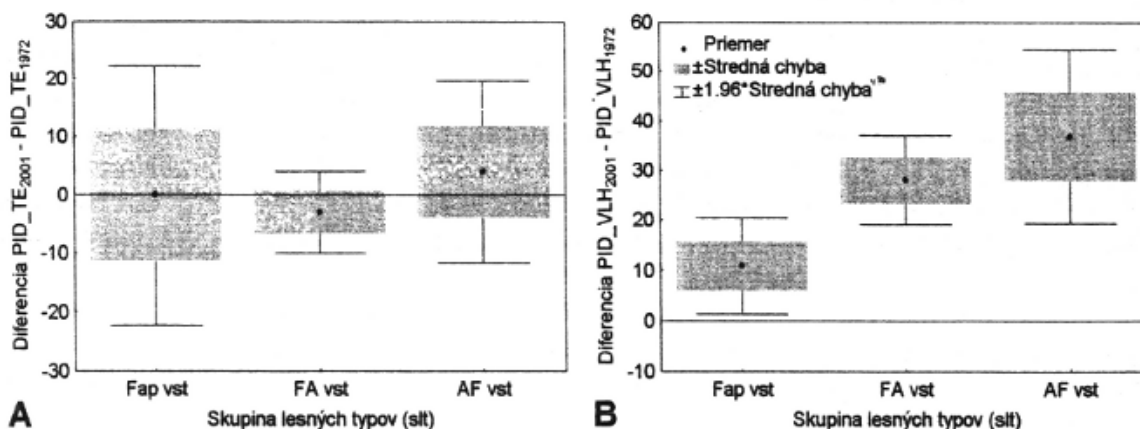 Diferencia PID_TE2001 - PID_TE1972
30
20
10
0
-10
-20
-30
Fap vst FA vst AF vst
Skupina lesných typov (slt)
A
Diferencia PID_VLH2001 - PID_VLH1972
60
50
40
30
20
10
0
-10
Priemer
±Stredná chyba
±1.96*Stredná chyba
Fap vst FA vst AF vst
Skupina lesných typov (slt)
B